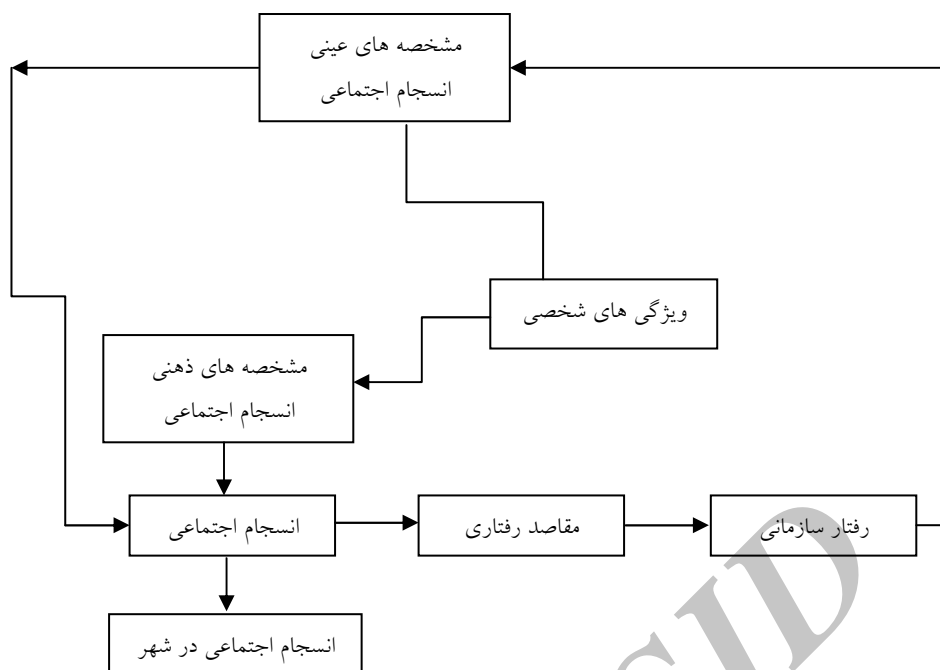 مشخصه های عینی
انسجام اجتماعی
ویژگی های شخصی
مشخصه های ذهنی
انسجام اجتماعی
انسجام اجتماعی
مقاصد رفتاری
رفتار سازمانی
انسجام اجتماعی در شهر
SID